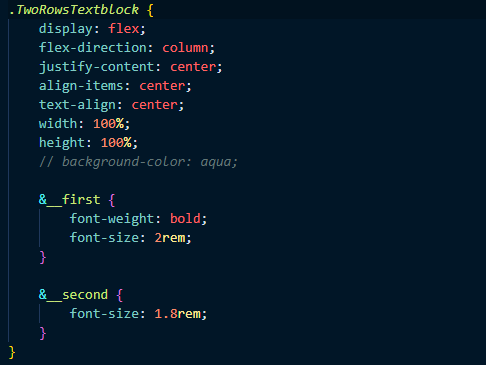 .TwoRowsTextblock {
    display: flex;
    flex-direction: column;
    justify-content: center;
    align-items: center;
    text-align: center;
    width: 100%;
    height: 100%;
    // background-color: aqua;

    &__first {
        font-weight: bold;
        font-size: 2rem;
    }

    &__second {
        font-size: 1.8rem;
    }
}